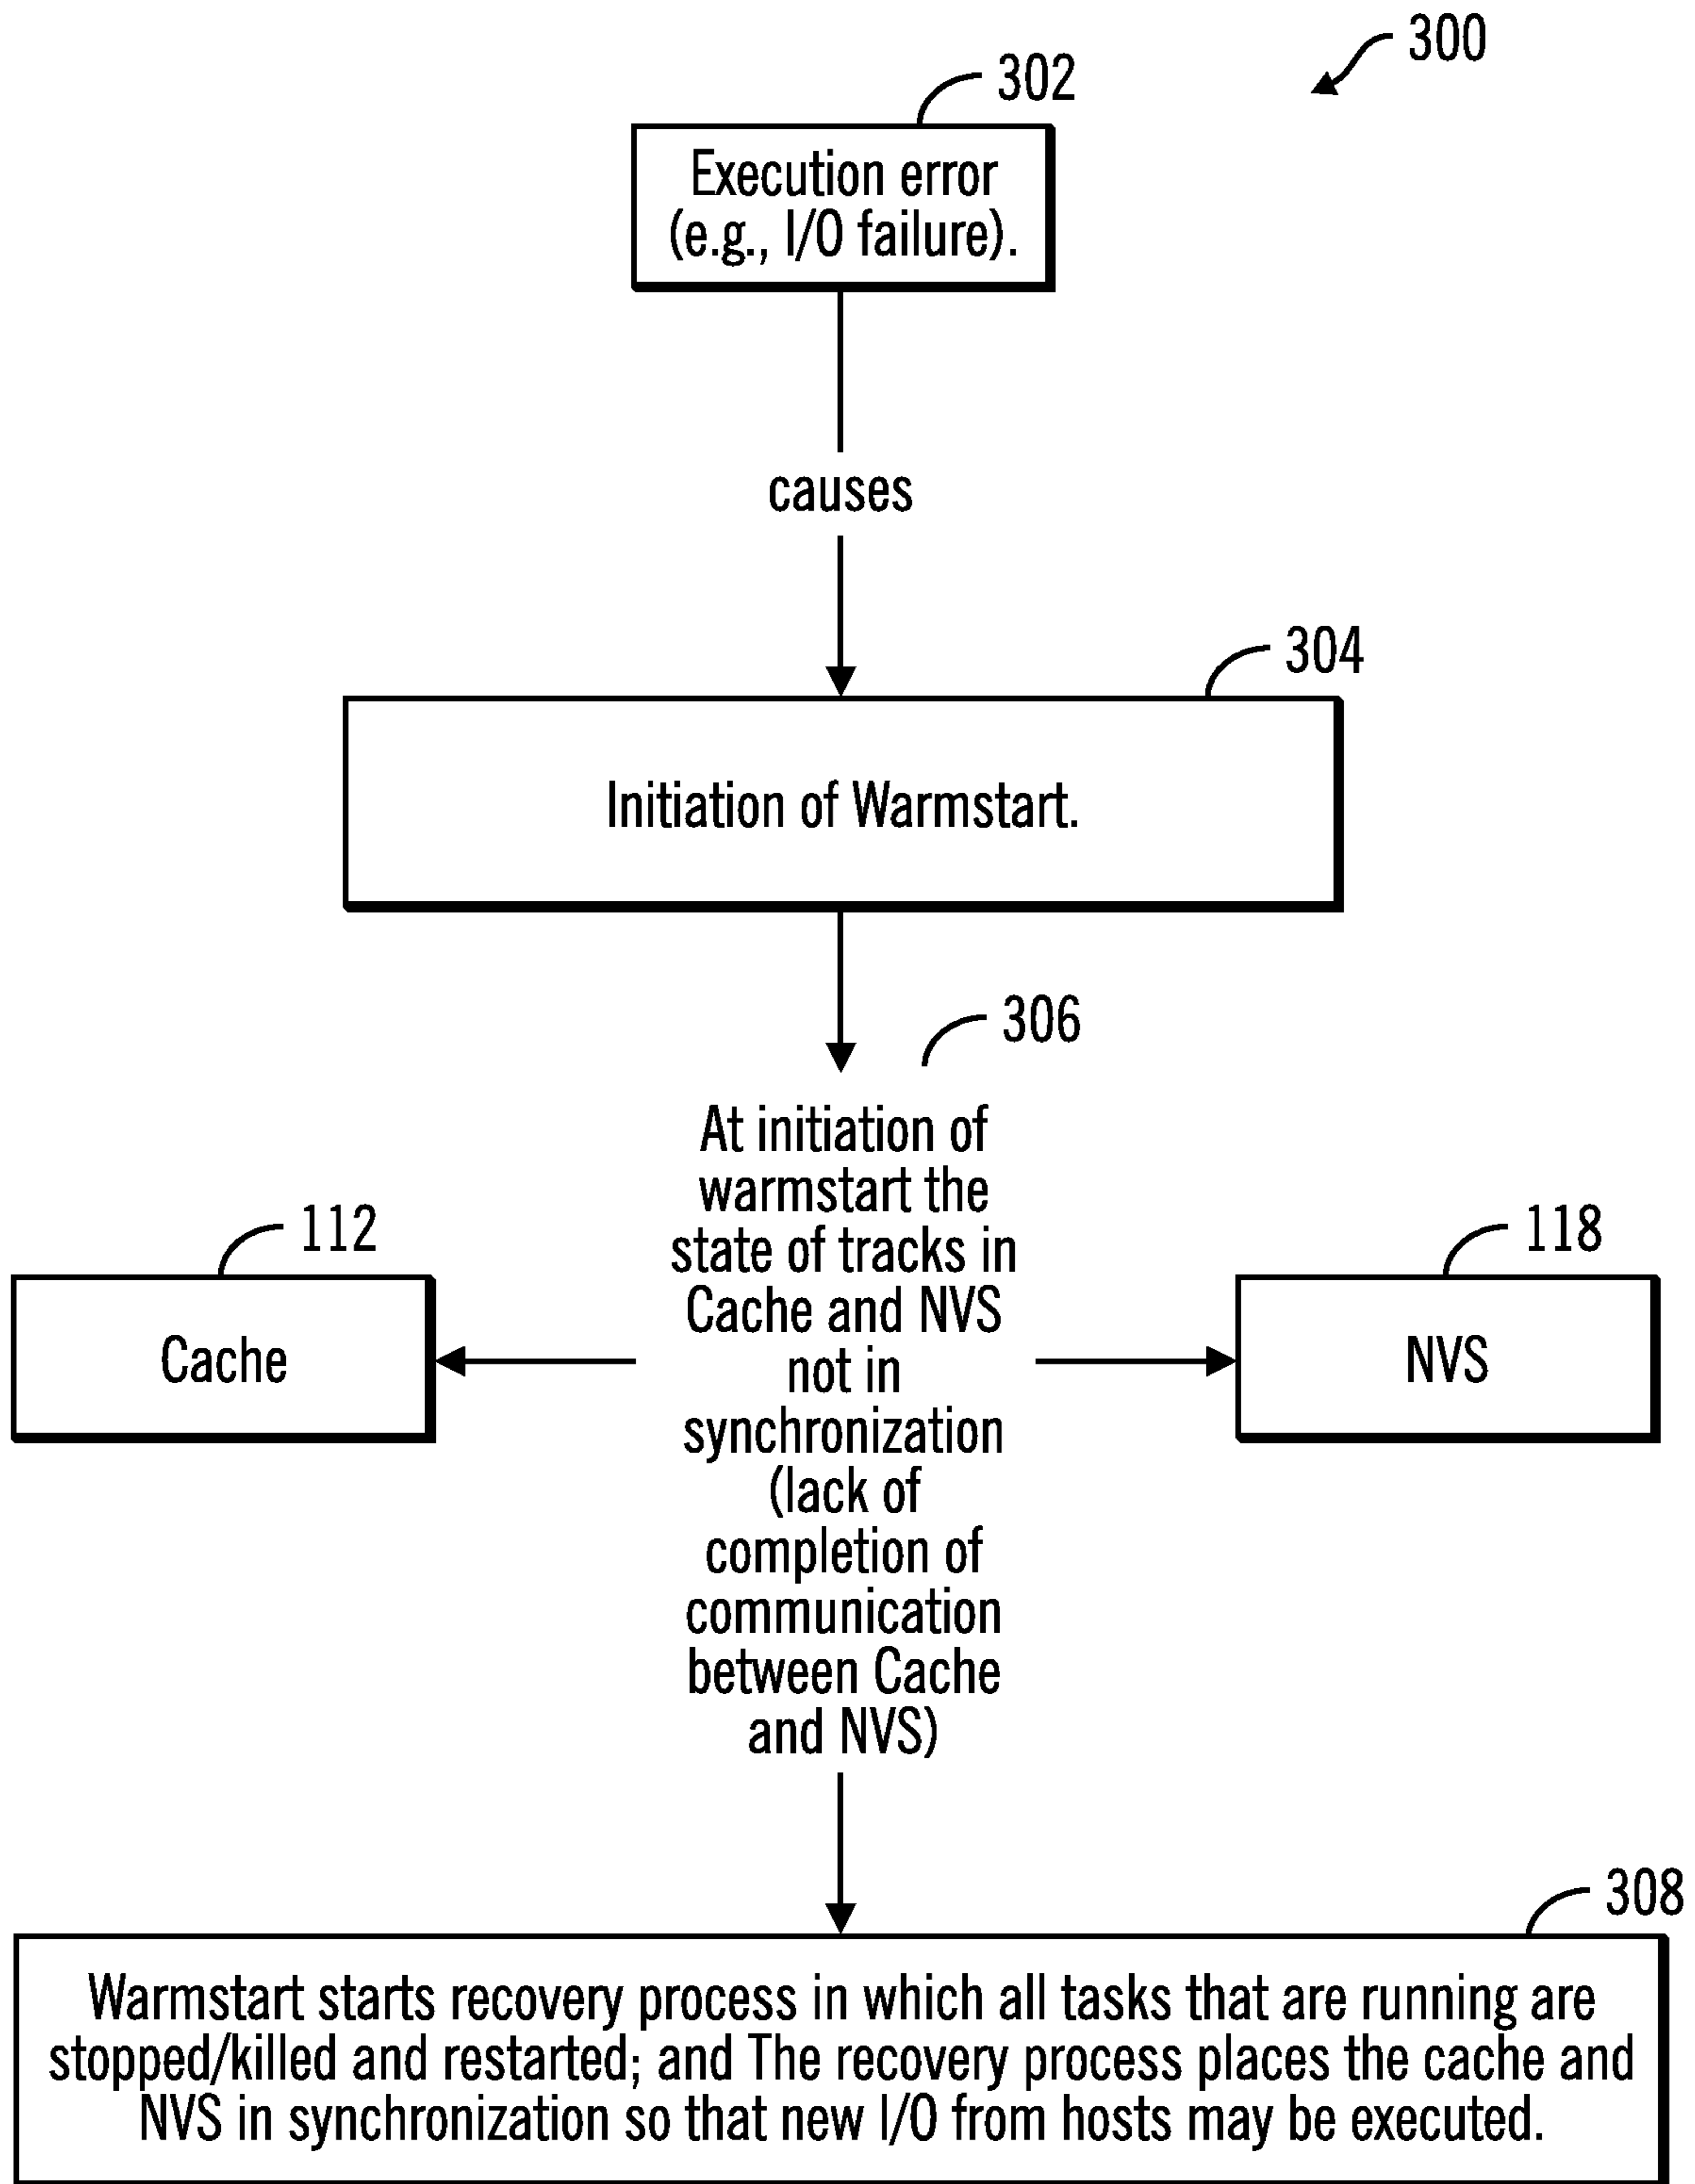 300
302
Execution error
(e.g., I/O failure).
causes
304
Initiation of Warmstart.
306
At initiation of
warmstart the
state of tracks in
Cache and NVS
not in
synchronization
(lack of
completion of
communication
between Cache
and NVS)
112
Cache
118
NVS
308
Warmstart starts recovery process in which all tasks that are running are
stopped/killed and restarted; and The recovery process places the cache and
NVS in synchronization so that new I/O from hosts may be executed.